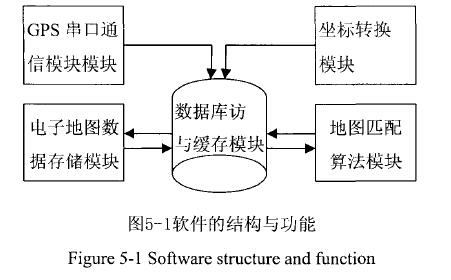 GPS 串口通
信模块模块
坐标转换
模块
数据库访
与缓存模块
电子地图数
据存储模块
地图匹配
算法模块
图5-1软件的结构与功能
Figure 5-1 Software structure and function